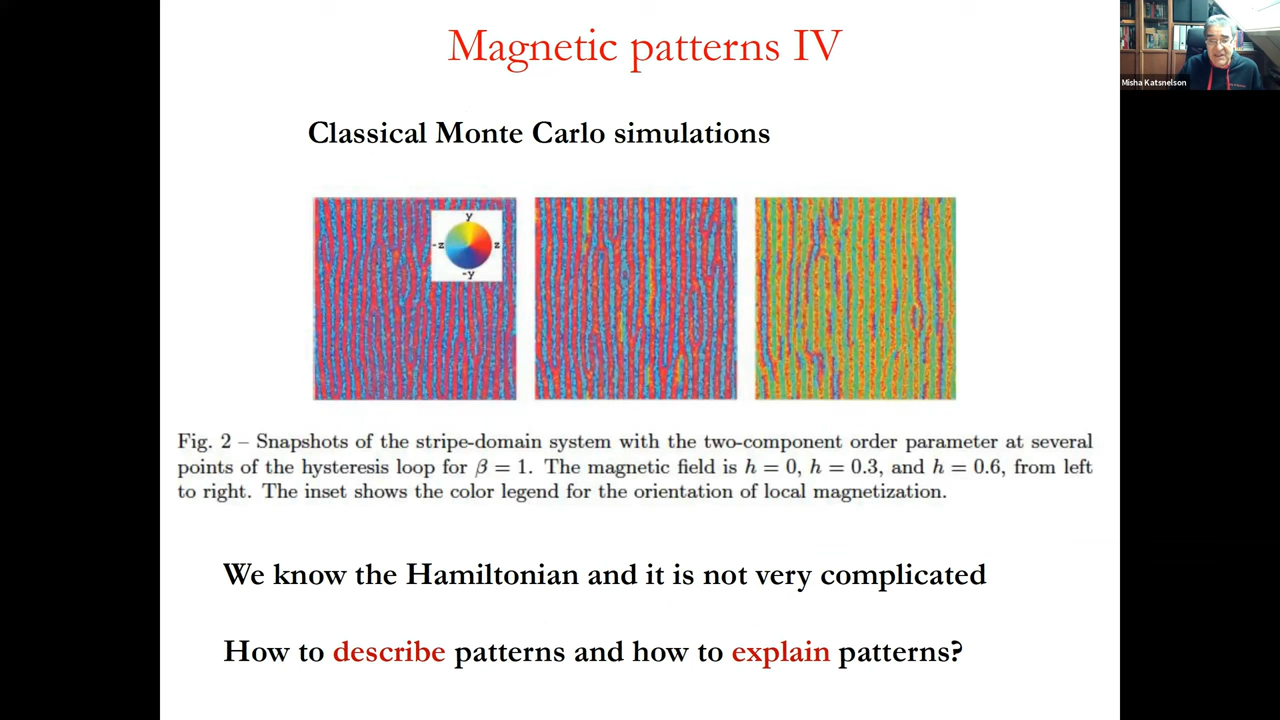 Magnetic patterns IV
Misha Katsnelson
Classical Monte Carlo simulations
y
-z
z
-y
Fig. 2 – Snapshots of the stripe-domain system with the two-component order parameter at several
points of the hysteresis loop for β = 1. The magnetic field is h = 0, h = 0.3, and h = 0.6, from left
to right. The inset shows the color legend for the orientation of local magnetization.
We know the Hamiltonian and it is not very complicated
How to describe patterns and how to explain patterns?